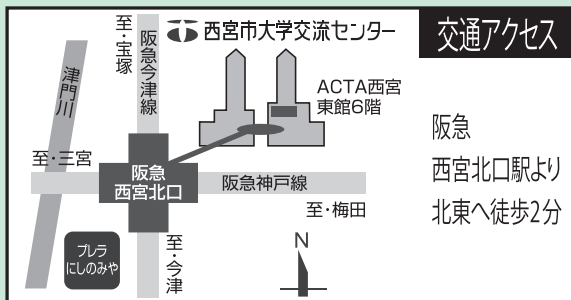 西宮市大学交流センター
交通アクセス
至・宝塚
阪急今津線
津門川
ACTA西宮
東館6階
阪急
西宮北口駅より
北東へ徒歩2分
至・三宮
阪急
西宮北口
阪急神戸線
至・梅田
プレラ
にしのみや
至・今津
N